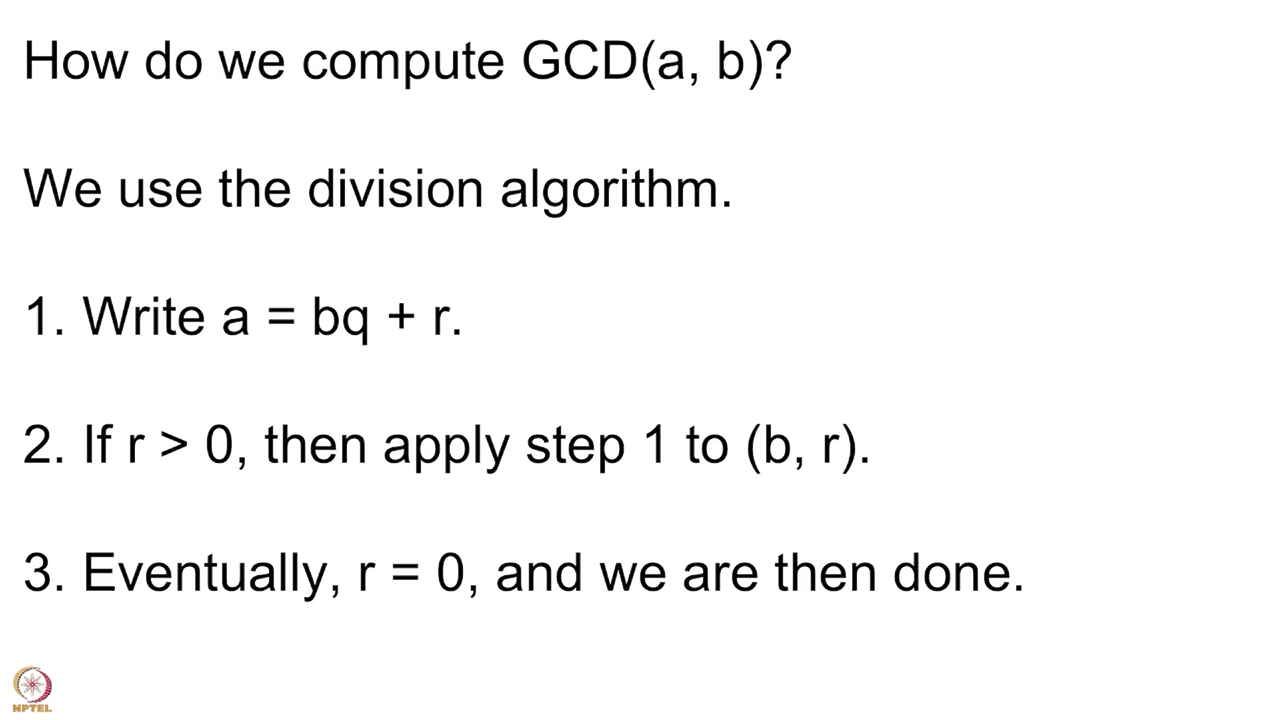 How do we compute GCD(a, b)?
We use the division algorithm.
1. Write a = bq + r.
2. If r > 0, then apply step 1 to (b, r).
3. Eventually, r = 0, and we are then done.
NPTEL